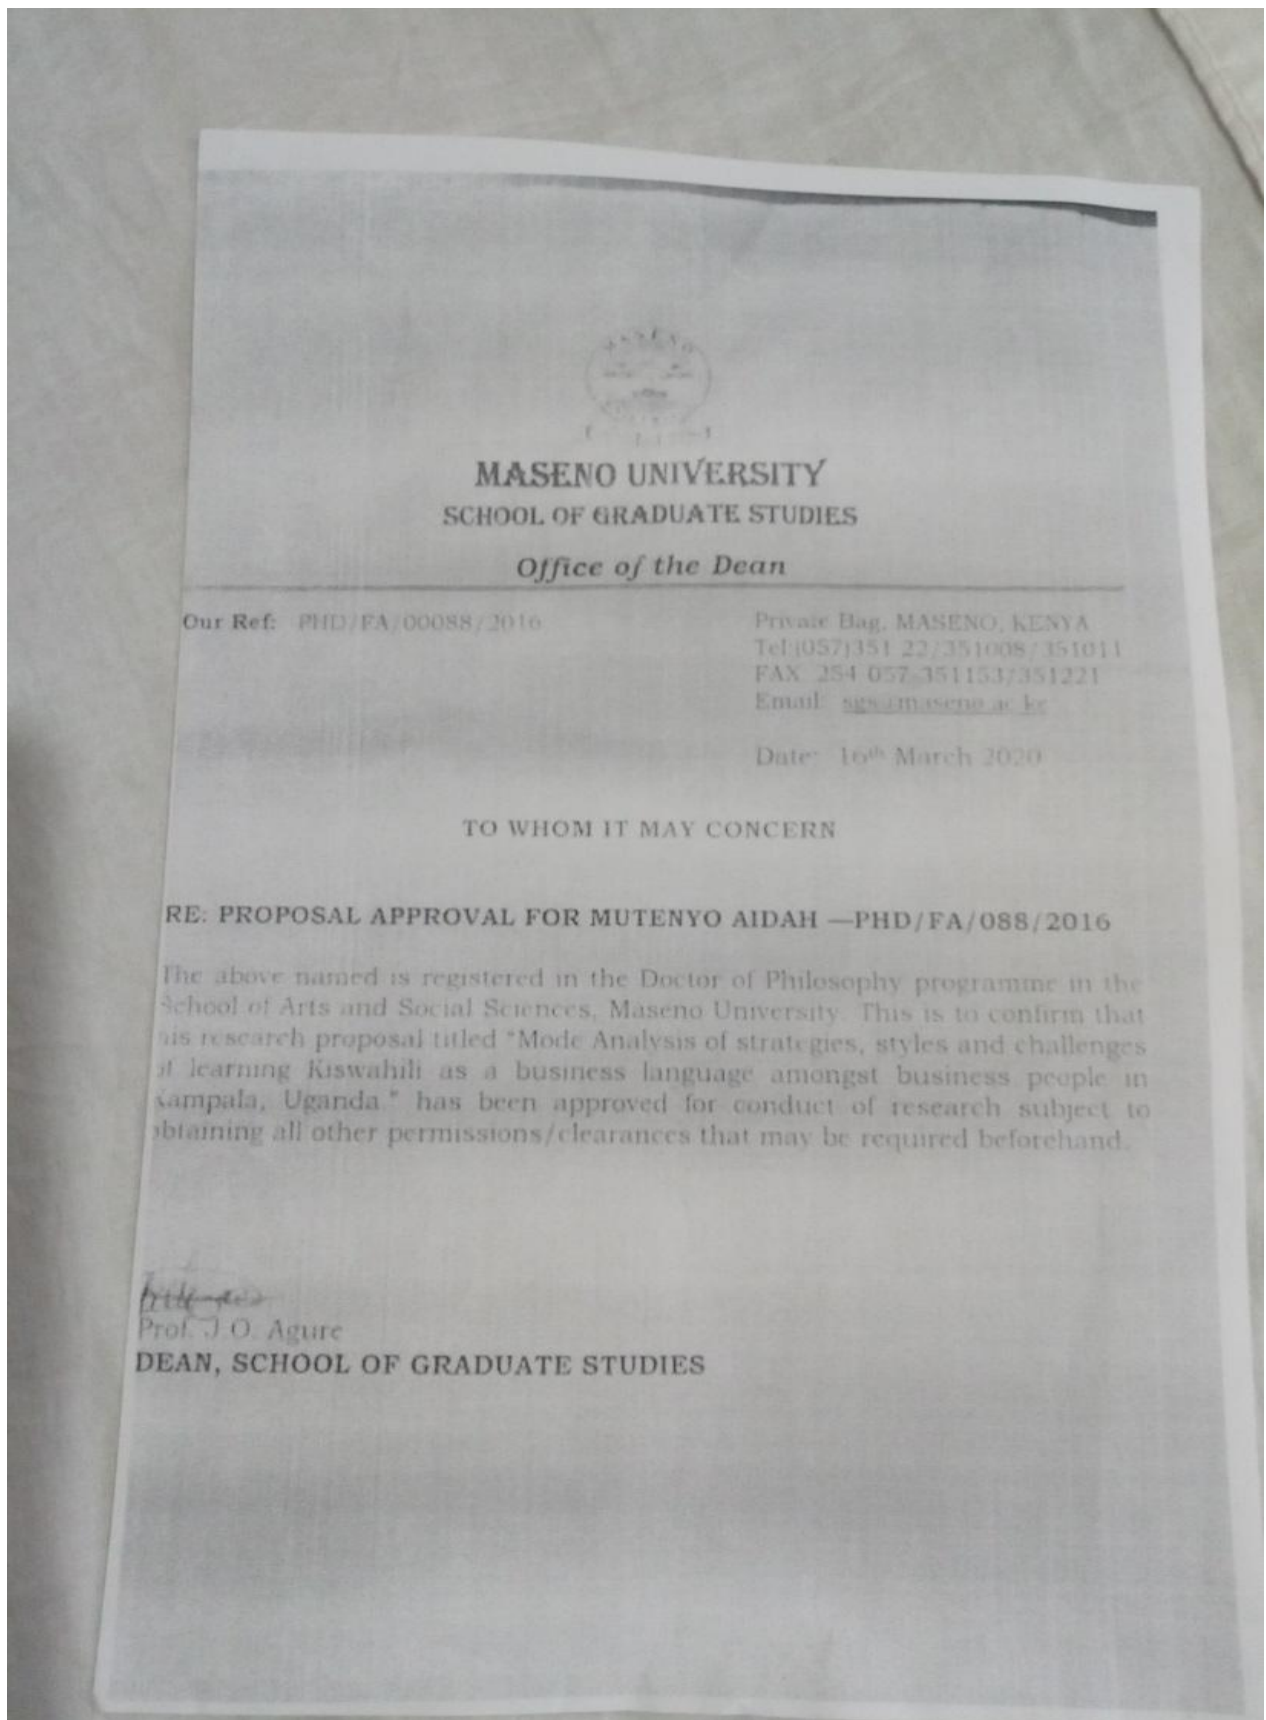 MASENO UNIVERSITY
SCHOOL OF GRADUATE STUDIES
Office of the Dean
Our Ref: PHD/FA/00088/2016
Private Bag, MASENO, KENYA
Tel:(057)351 22/351008/351011
FAX 254 057-351153/351221
Email:
Date: 16th March 2020
TO WHOM IT MAY CONCERN
RE: PROPOSAL APPROVAL FOR MUTENYO AIDAH —PHD/FA/088/2016
The above named is registered in the Doctor of Philosophy programme in the
School of Arts and Social Sciences, Maseno University. This is to confirm that
his research proposal titled "Mode Analysis of strategies, styles and challenges
of learning Kiswahili as a business language amongst business people in
Kampala, Uganda." has been approved for conduct of research subject to
obtaining all other permissions/clearances that may be required beforehand.
Prof. J.O. Agure
DEAN, SCHOOL OF GRADUATE STUDIES